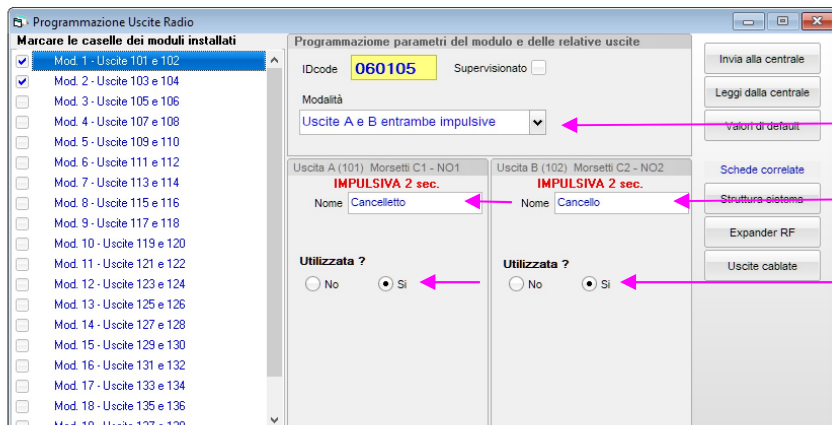 Programmazione Uscite Radio
Marcare le caselle dei moduli installati
Mod. 1 - Uscite 101 e 102
Mod. 2 - Uscite 103 e 104
Mod. 3 - Uscite 105 e 106
Mod. 4 - Uscite 107 e 108
Mod. 5 - Uscite 109 e 110
Mod. 6 - Uscite 111 e 112
Mod. 7 - Uscite 113 e 114
Mod. 8 - Uscite 115 e 116
Mod. 9 - Uscite 117 e 118
Mod. 10 - Uscite 119 e 120
Mod. 11 - Uscite 121 e 122
Mod. 12 - Uscite 123 e 124
Mod. 13 - Uscite 125 e 126
Mod. 14 - Uscite 127 e 128
Mod. 15 - Uscite 129 e 130
Mod. 16 - Uscite 131 e 132
Mod. 17 - Uscite 133 e 134
Mod. 18 - Uscite 135 e 136
Programmazione parametri del modulo e delle relative uscite
IDcode 060105 Supervisionato
Modalità
Uscite A e B entrambe impulsive
Uscita A (101) Morsetti C1 - NO1
IMPULSIVA 2 sec.
Nome Cancelletto
Utilizzata ?
No Si
Uscita B (102) Morsetti C2 - NO2
IMPULSIVA 2 sec.
Nome Cancello
Utilizzata ?
No Si
Invia alla centrale
Leggi dalla centrale
Valori di default
Schede correlate
Struttura sistema
Expander RF
Uscite cablate